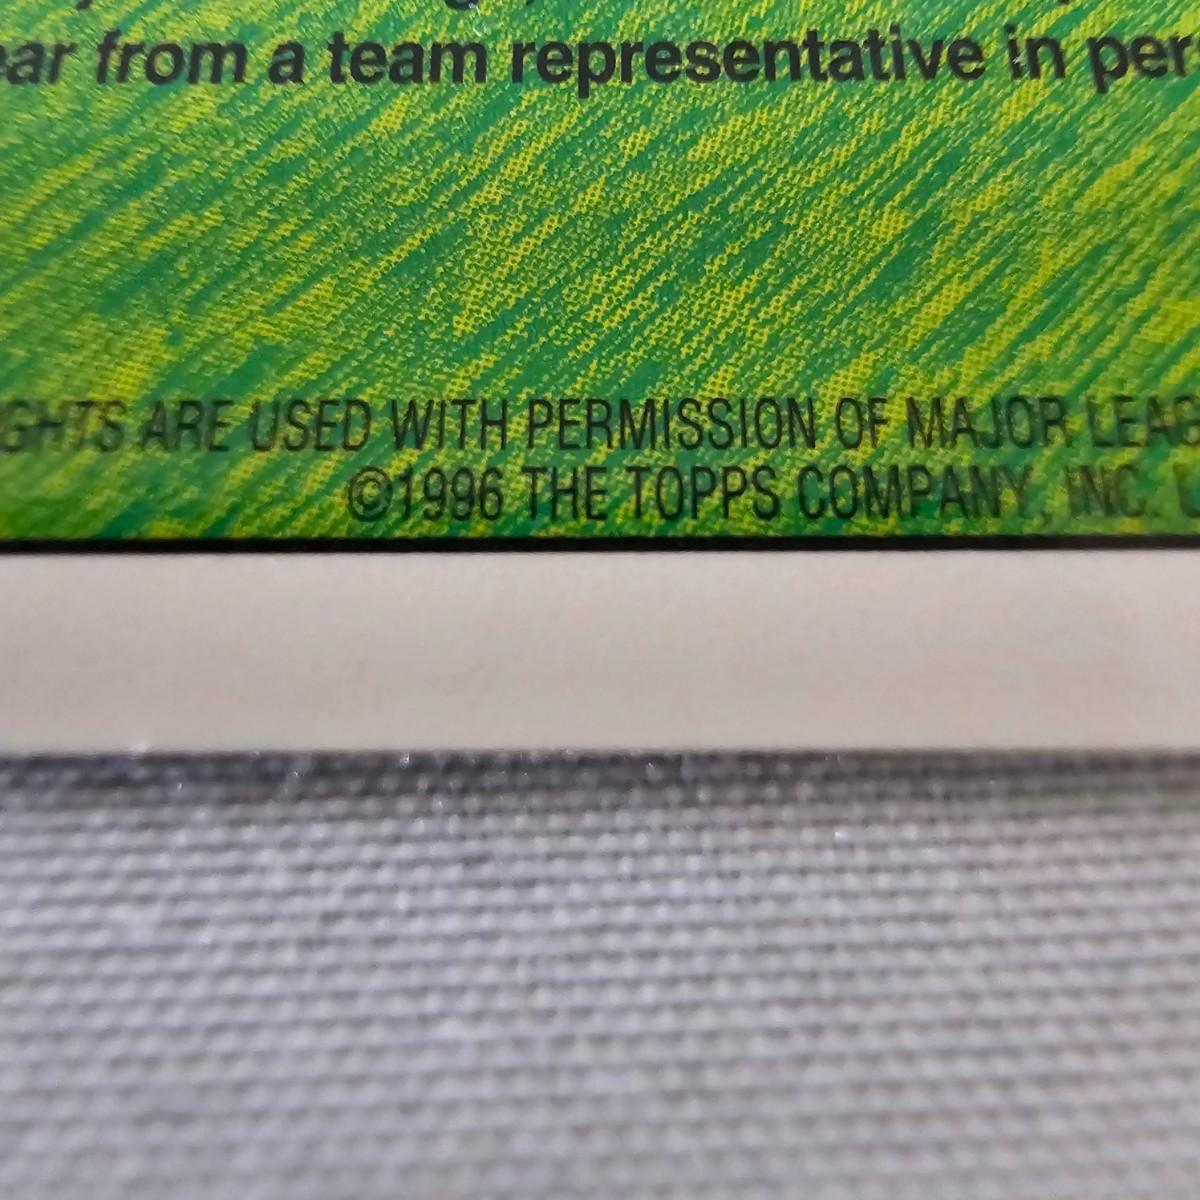 ear from a team representative in per
GHTS ARE USED WITH PERMISSION OF MAJOR LEAG
©1996 THE TOPPS COMPANY, INC.